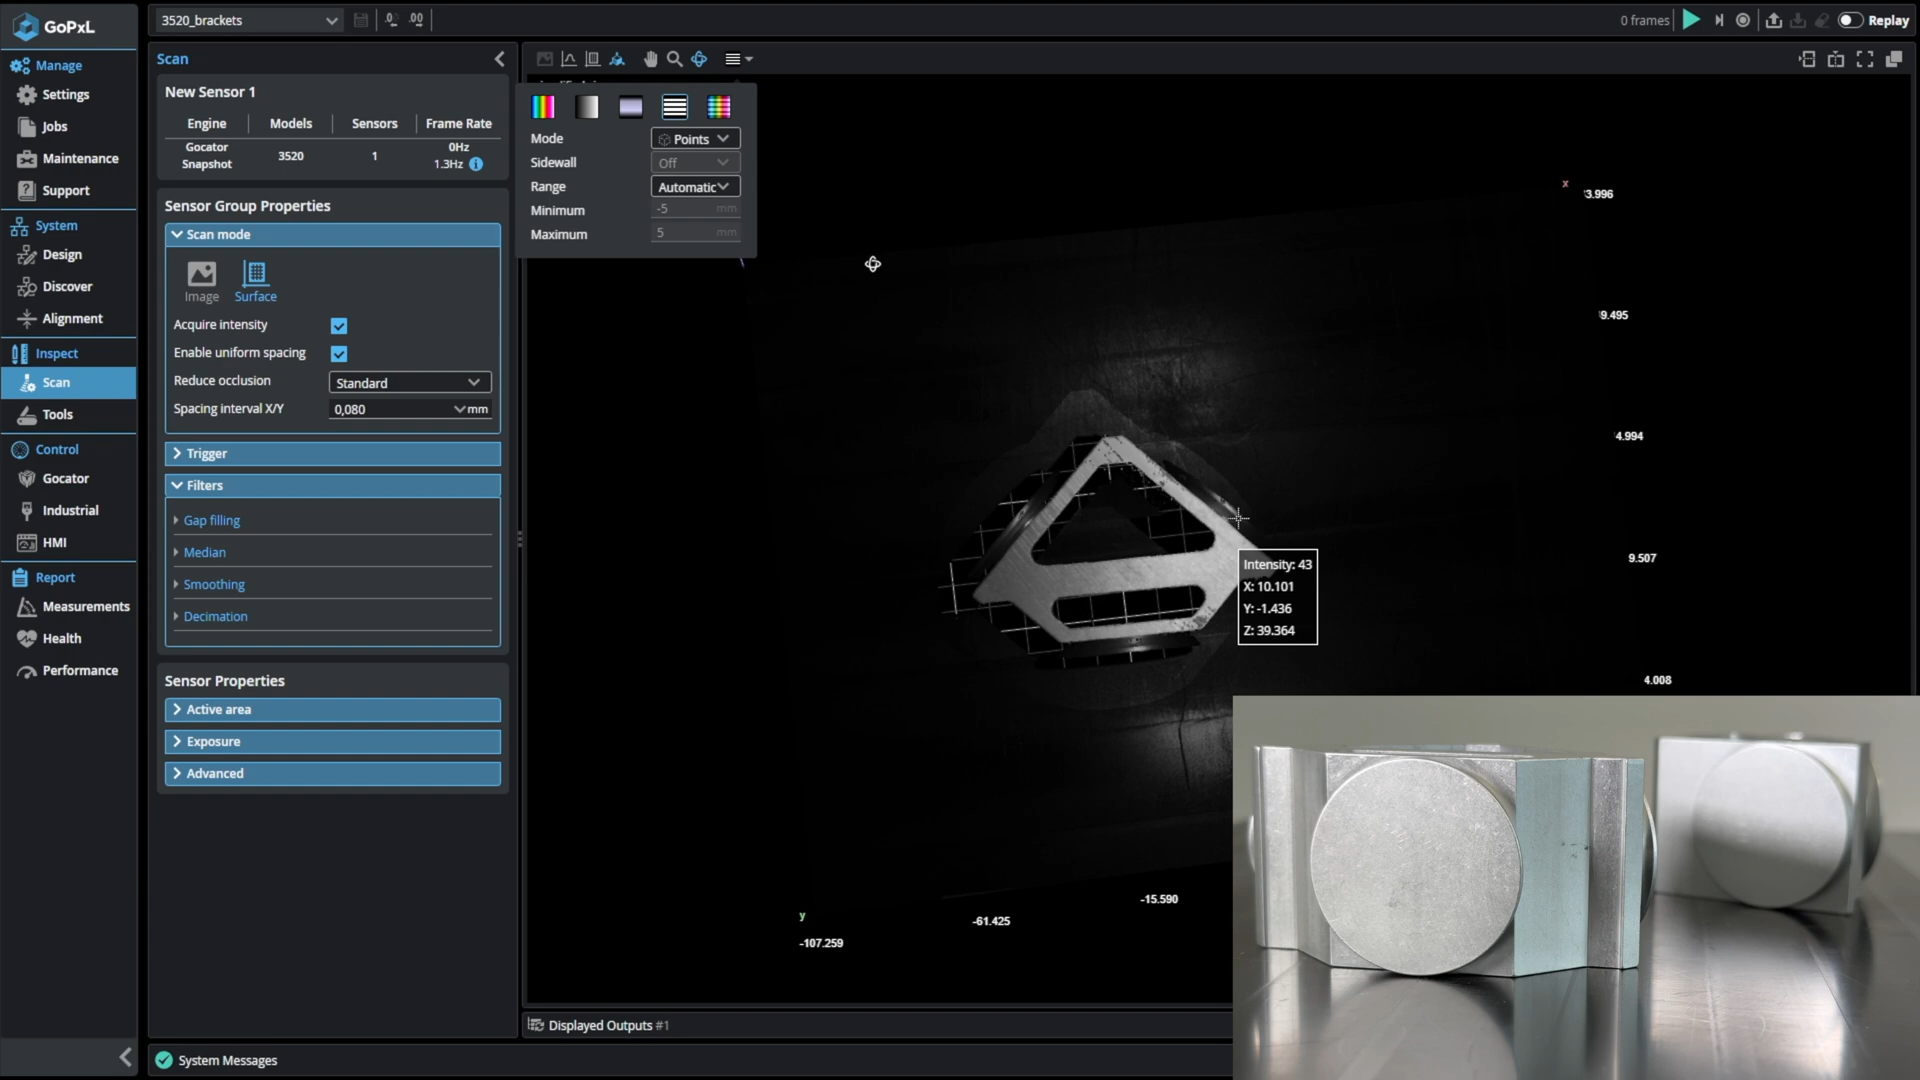 GoPxL
3520_brackets
0 frames
Replay
Manage
Settings
Jobs
Maintenance
Support
System
Design
Discover
Alignment
Inspect
Scan
Tools
Control
Gocator
Industrial
HMI
Report
Measurements
Health
Performance
Scan
New Sensor 1
Engine Models Sensors Frame Rate
Gocator Snapshot 3520 1 0Hz
1.3Hz
Sensor Group Properties
Scan mode
Image Surface
Acquire intensity
Enable uniform spacing
Reduce occlusion Standard
Spacing interval X/Y 0,080 mm
Trigger
Filters
Gap filling
Median
Smoothing
Decimation
Sensor Properties
Active area
Exposure
Advanced
Mode Points
Sidewall Off
Range Automatic
Minimum -5 mm
Maximum 5 mm
x
3.996
9.495
4.994
9.507
4.008
Intensity: 43
X: 10.101
Y: -1.436
Z: 39.364
-15.590
-61.425
y
-107.259
Displayed Outputs #1
System Messages